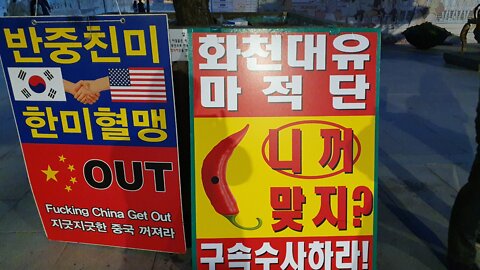 반중친미
한미혈맹
OUT
Fucking China Get Out
지긋지긋한 중국 꺼져라
화천대유
마적단
니꺼
맞지?
구속수사하라!